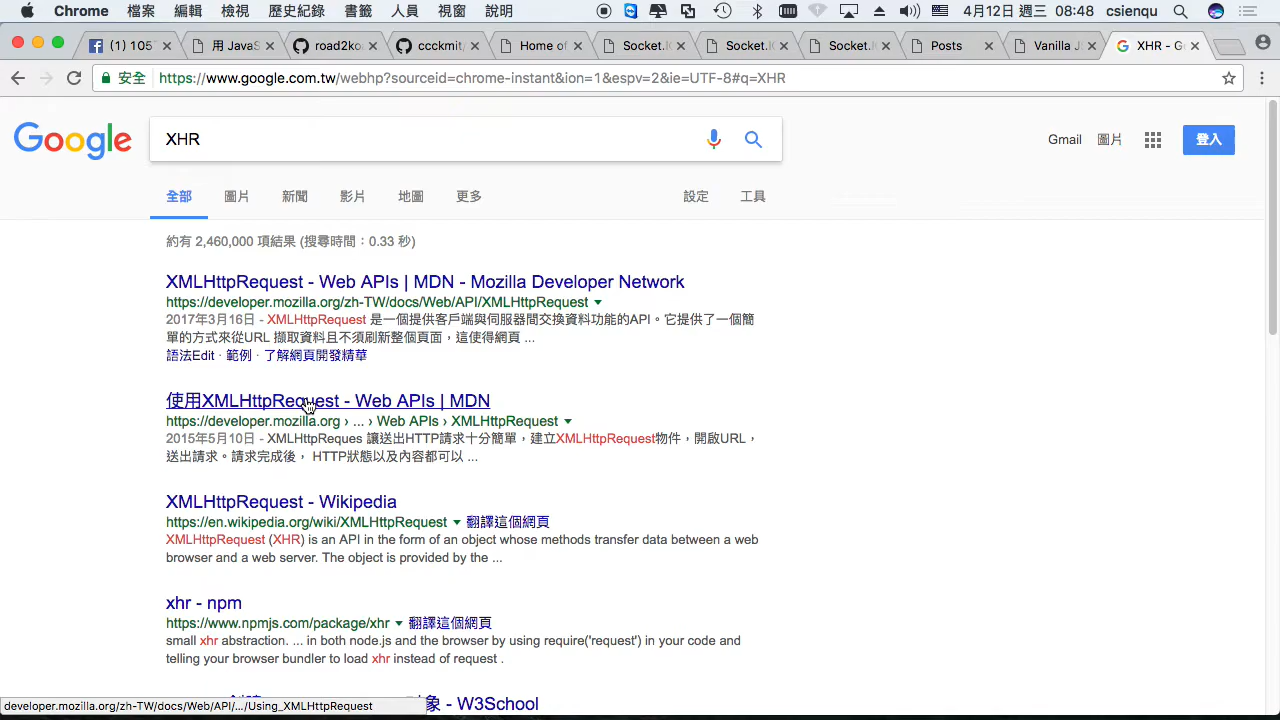 Chrome 檔案 編輯 檢視 歷史紀錄 書籤 人員 視窗 說明 4月12日 週三 08:48 csienqu
(1) 105 用 JavaS road2ko ccckmit/ Home of Socket.I Socket.I Socket.I Posts Vanilla J XHR - G
安全 https://www.google.com.tw/webhp?sourceid=chrome-instant&ion=1&espv=2&ie=UTF-8#q=XHR
Google XHR Gmail 圖片 登入
全部 圖片 新聞 影片 地圖 更多 設定 工具
約有 2,460,000 項結果 (搜尋時間：0.33 秒)
XMLHttpRequest - Web APIs | MDN - Mozilla Developer Network
https://developer.mozilla.org/zh-TW/docs/Web/API/XMLHttpRequest
2017年3月16日 - XMLHttpRequest 是一個提供客戶端與伺服器間交換資料功能的API。它提供了一個簡
單的方式來從URL 擷取資料且不須刷新整個頁面，這使得網頁 ...
語法Edit · 範例 · 了解網頁開發精華
使用XMLHttpRequest - Web APIs | MDN
https://developer.mozilla.org › ... › Web APIs › XMLHttpRequest
2015年5月10日 - XMLHttpReques 讓送出HTTP請求十分簡單，建立XMLHttpRequest物件，開啟URL，
送出請求。請求完成後， HTTP狀態以及內容都可以 ...
XMLHttpRequest - Wikipedia
https://en.wikipedia.org/wiki/XMLHttpRequest 翻譯這個網頁
XMLHttpRequest (XHR) is an API in the form of an object whose methods transfer data between a web
browser and a web server. The object is provided by the ...
xhr - npm
https://www.npmjs.com/package/xhr 翻譯這個網頁
small xhr abstraction. ... in both node.js and the browser by using require('request') in your code and
telling your browser bundler to load xhr instead of request .
象 - W3School
developer.mozilla.org/zh-TW/docs/Web/API/.../Using_XMLHttpRequest